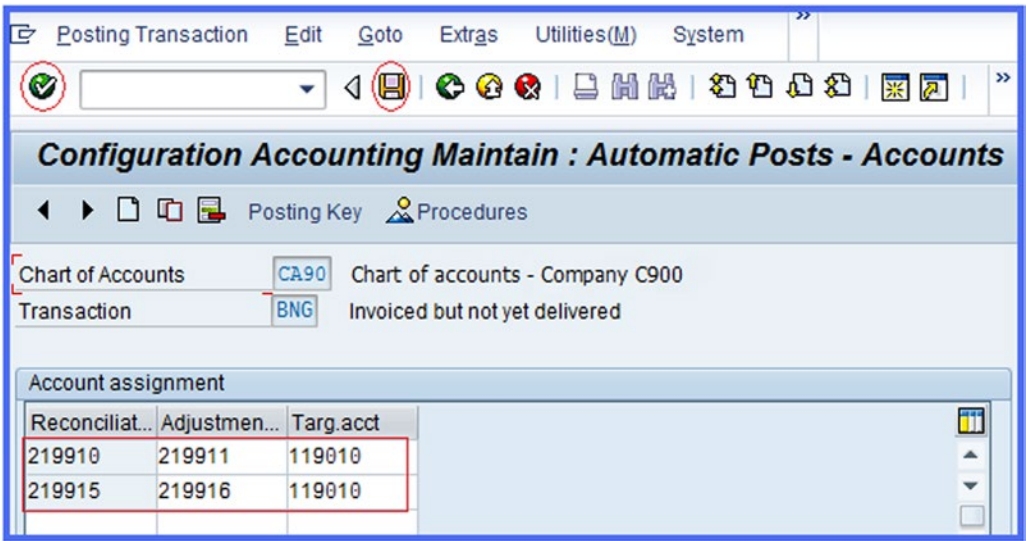 Posting Transaction Edit Goto Extras Utilities(M) System »
»
Configuration Accounting Maintain : Automatic Posts - Accounts
Posting Key Procedures
Chart of Accounts CA90 Chart of accounts - Company C900
Transaction BNG Invoiced but not yet delivered
Account assignment
Reconciliat... Adjustmen... Targ.acct
219910 219911 119010
219915 219916 119010